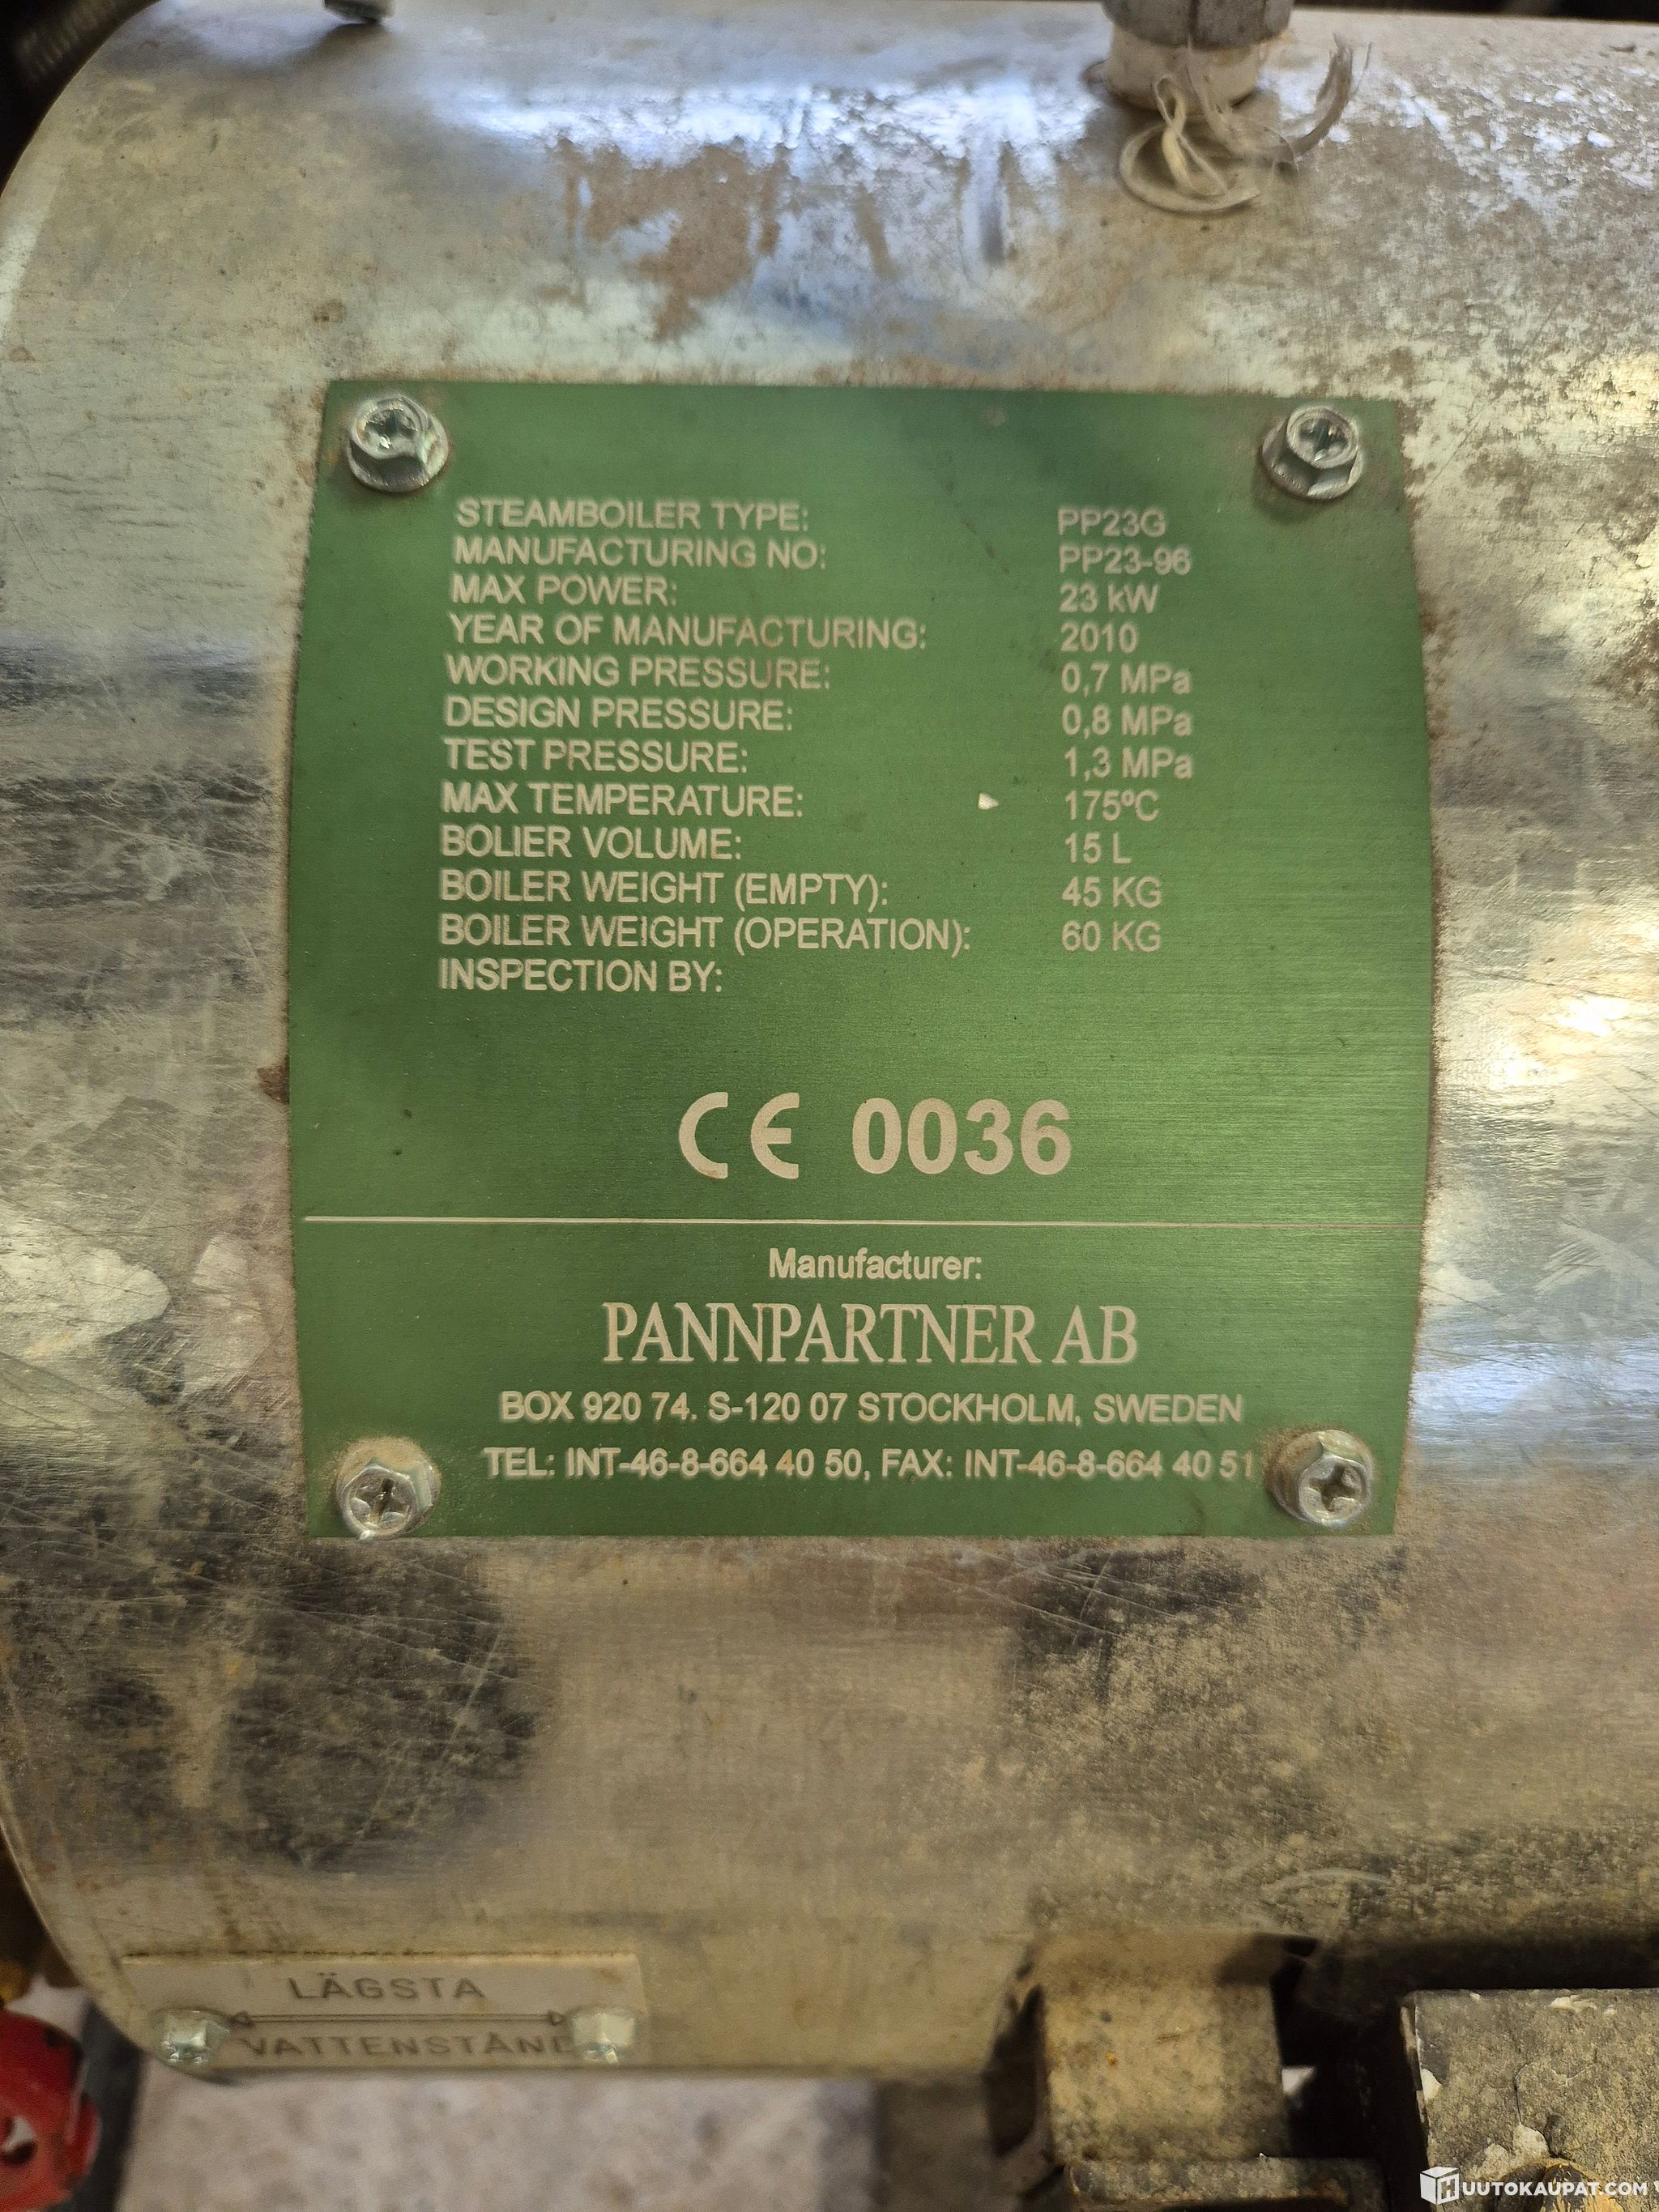 STEAMBOILER TYPE: PP23G
MANUFACTURING NO: PP23-96
MAX POWER: 23 kW
YEAR OF MANUFACTURING: 2010
WORKING PRESSURE: 0,7 MPa
DESIGN PRESSURE: 0,8 MPa
TEST PRESSURE: 1,3 MPa
MAX TEMPERATURE: 175ºC
BOLIER VOLUME: 15 L
BOILER WEIGHT (EMPTY): 45 KG
BOILER WEIGHT (OPERATION): 60 KG
INSPECTION BY:
CE 0036
Manufacturer:
PANNPARTNER AB
BOX 920 74. S-120 07 STOCKHOLM, SWEDEN
TEL: INT-46-8-664 40 50, FAX: INT-46-8-664 40 51
LÄGSTA
VATTENSTÅND
HUUTOKAUPAT.COM